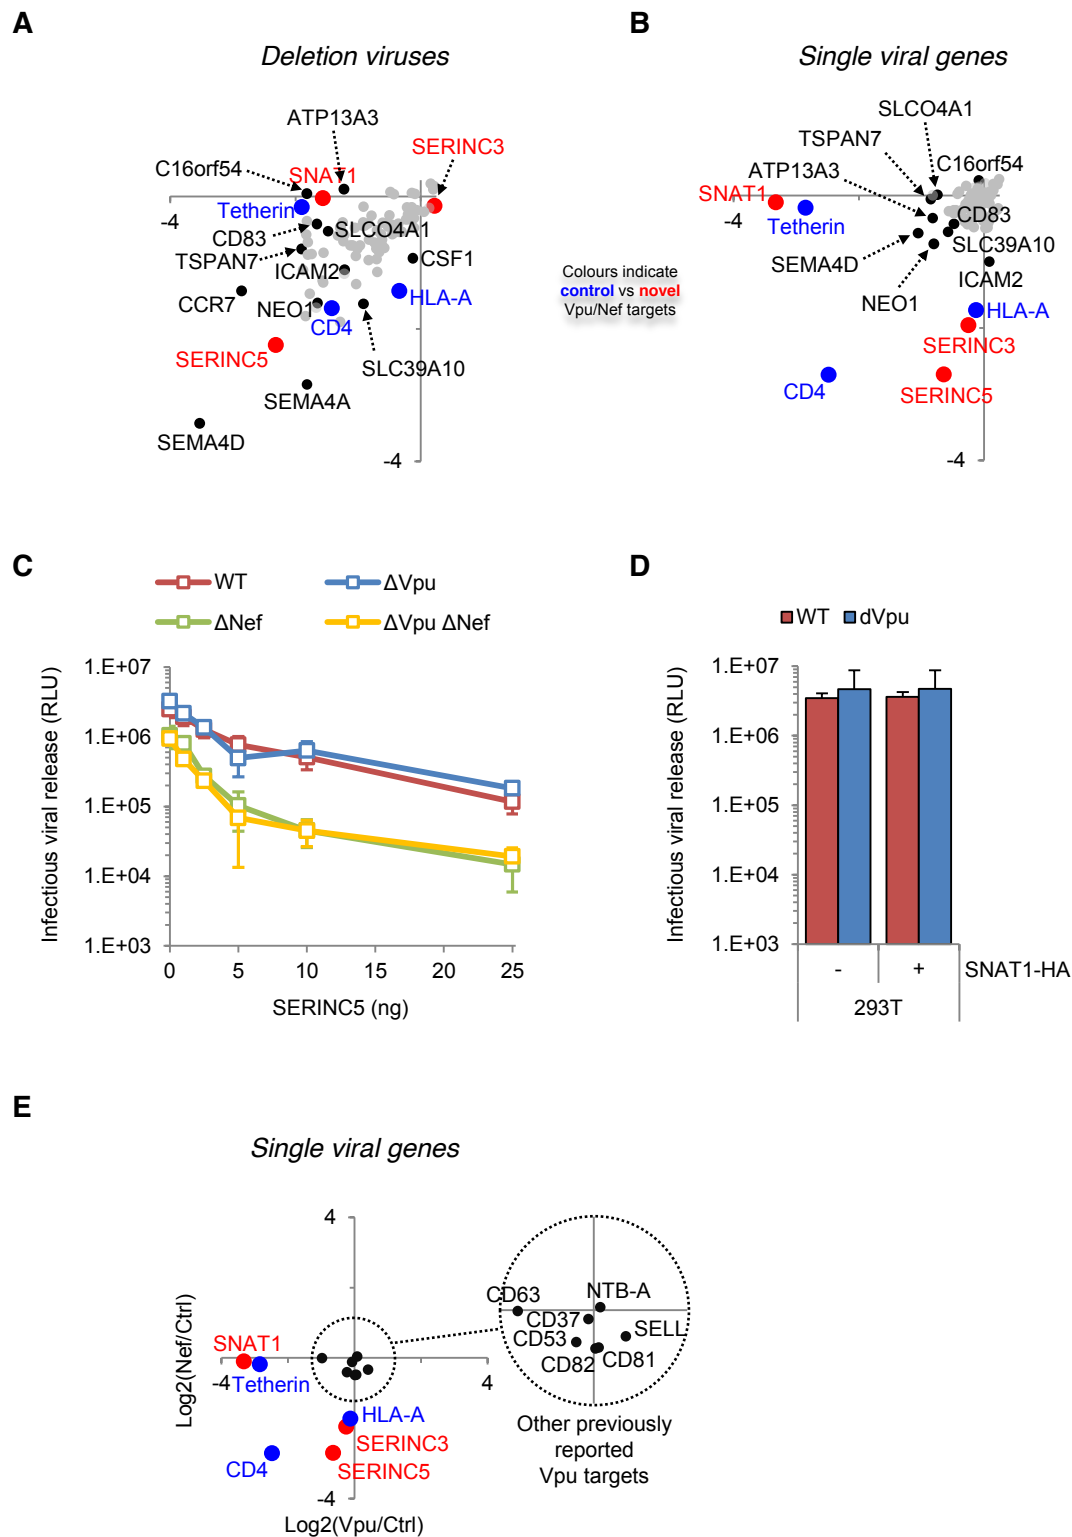 A
Deletion viruses
ATP13A3
C16orf54
SNAT1
SERINC3
-4
Tetherin
CD83
SLCO4A1
TSPAN7
ICAM2
CSF1
CCR7
NEO1
HLA-A
CD4
SERINC5
SLC39A10
SEMA4A
SEMA4D
-4
Colours indicate
control vs novel
Vpu/Nef targets
B
Single viral genes
SLCO4A1
TSPAN7
ATP13A3
C16orf54
SNAT1
-4
Tetherin
CD83
SEMA4D
SLC39A10
ICAM2
NEO1
HLA-A
SERINC3
CD4
SERINC5
-4
C
WT
ΔVpu
ΔNef
ΔVpu ΔNef
Infectious viral release (RLU)
1.E+07
1.E+06
1.E+05
1.E+04
1.E+03
0 5 10 15 20 25
SERINC5 (ng)
D
WT dVpu
Infectious viral release (RLU)
1.E+07
1.E+06
1.E+05
1.E+04
1.E+03
- + SNAT1-HA
293T
E
Single viral genes
4
Log2(Nef/Ctrl)
SNAT1
-4
Tetherin
4
HLA-A
SERINC3
CD4
SERINC5
-4
Log2(Vpu/Ctrl)
CD63
NTB-A
CD37
SELL
CD53
CD82
CD81
Other previously
reported
Vpu targets